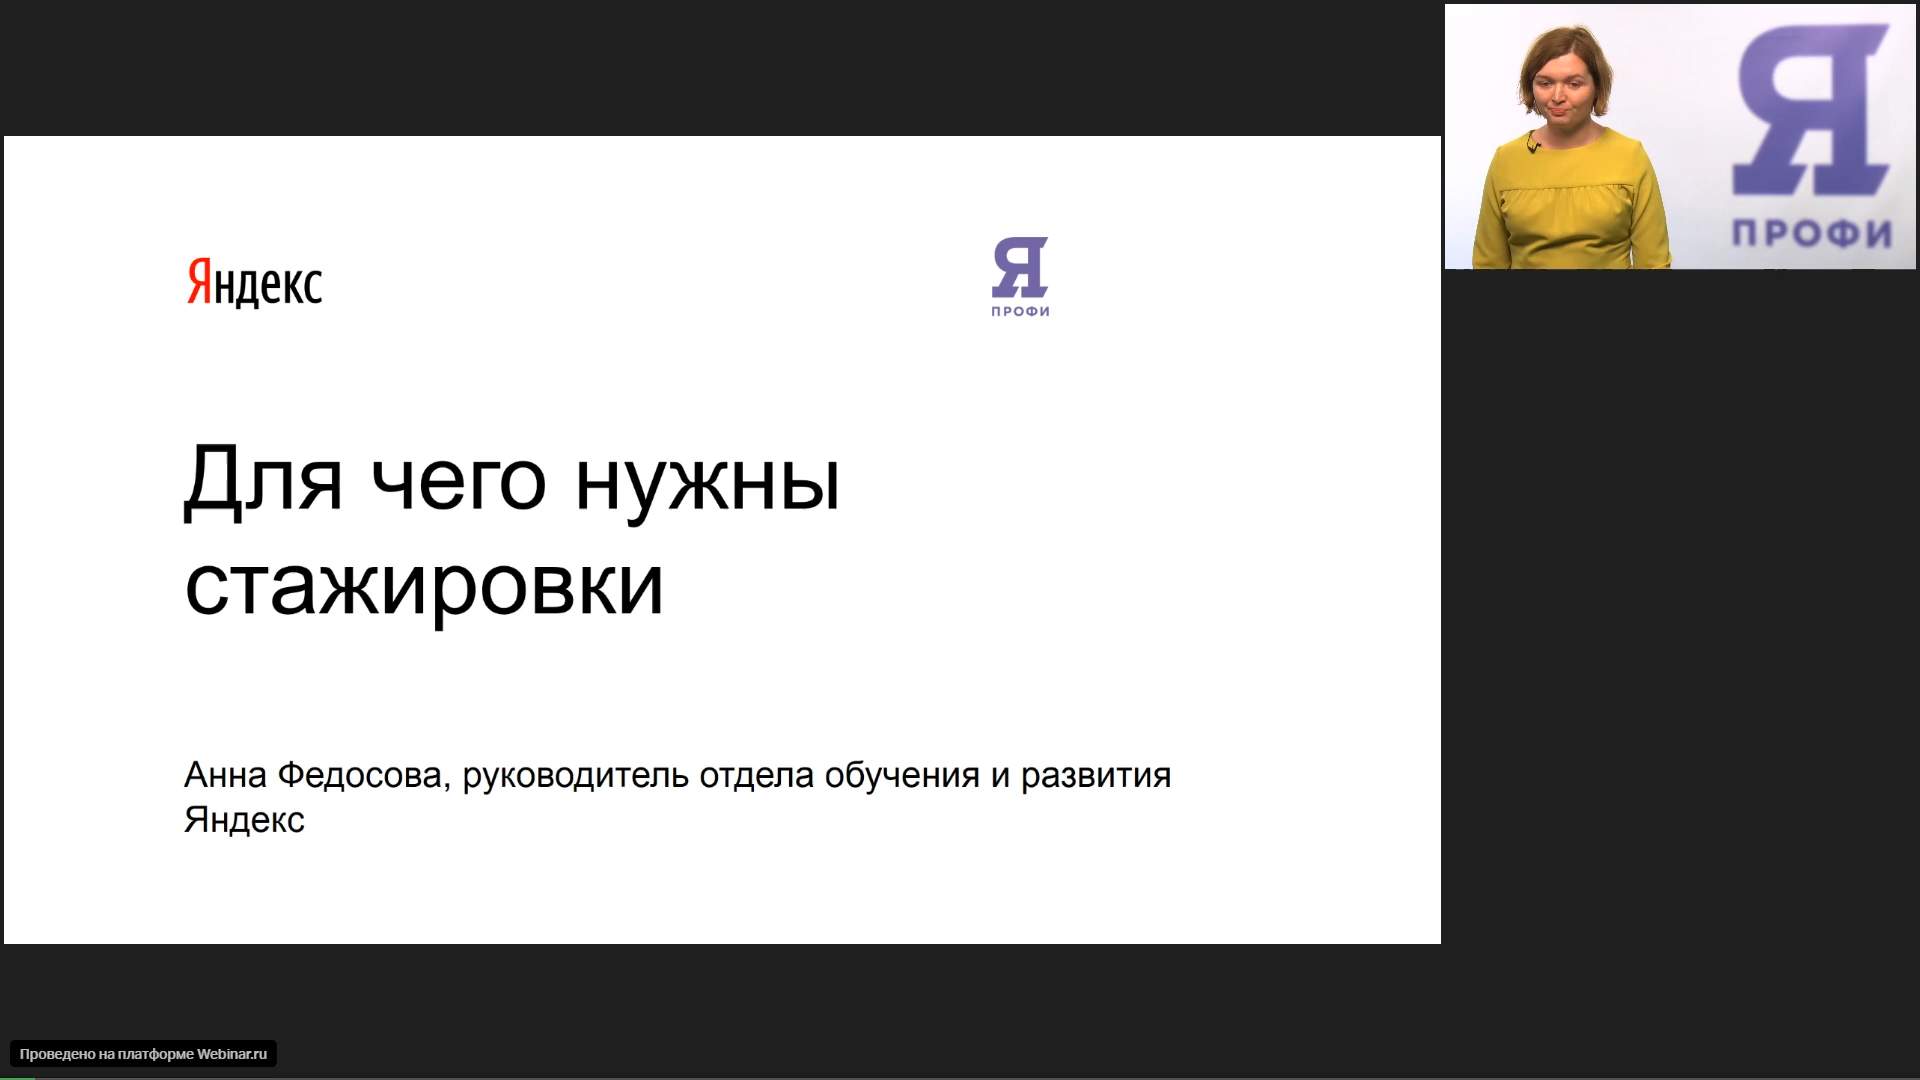 Яндекс
Я
ПРОФИ
Для чего нужны
стажировки
Анна Федосова, руководитель отдела обучения и развития
Яндекс
Я
ПРОФИ
Проведено на платформе Webinar.ru